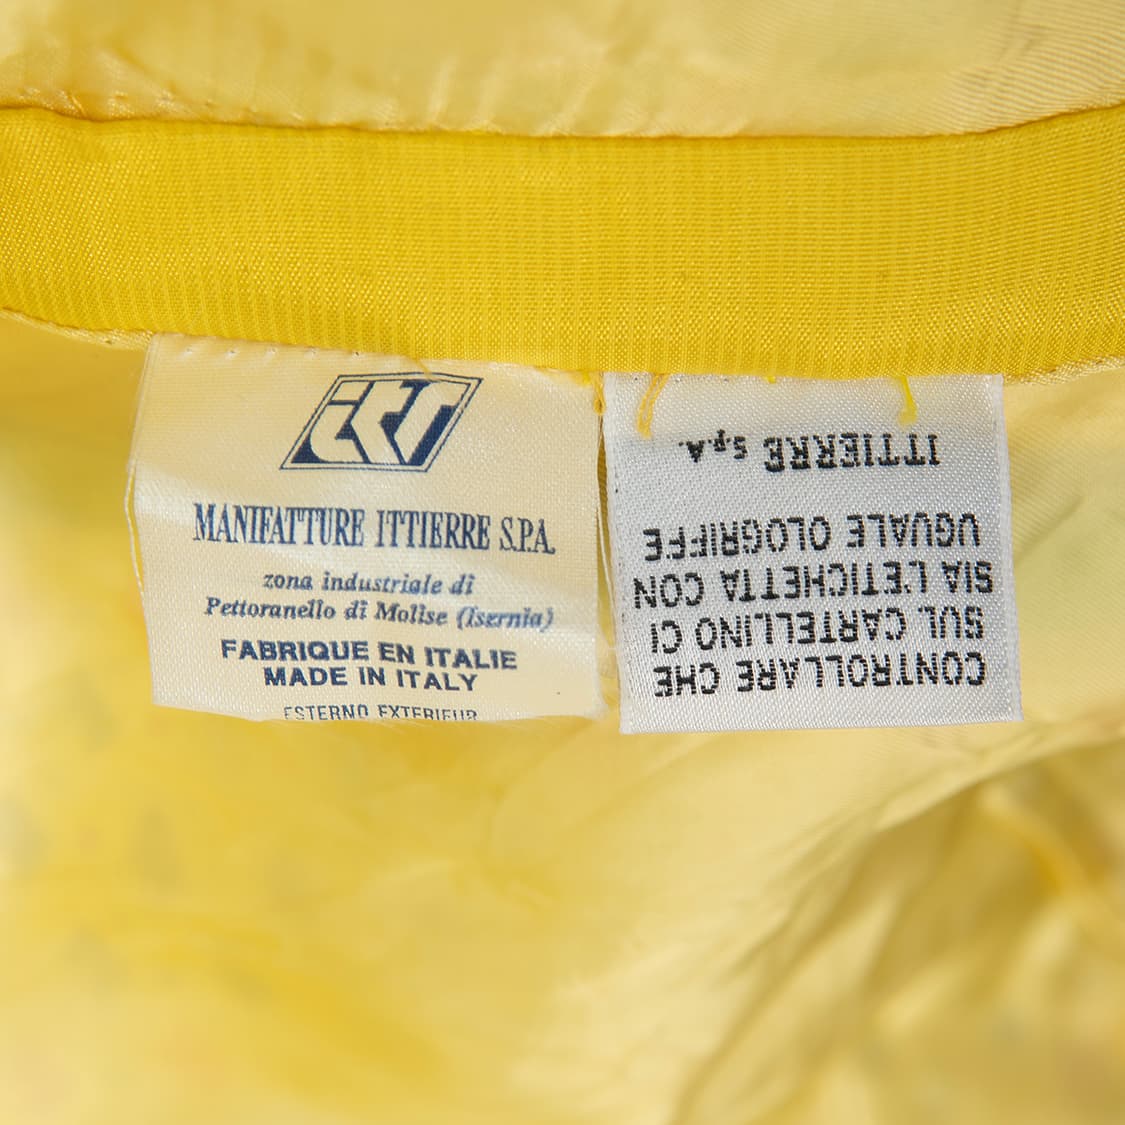 MANIFATTURE ITTIERRE S.P.A.
zona industriale di
Pettoranello di Molise (Isernia)
FABRIQUE EN ITALIE
MADE IN ITALY
ESTERNO EXTERIEUR
CONTROLLARE CHE
SUL CARTELLINO CI
SIA L'ETICHETTA CON
UGUALE OLOGRIFFE
ITTIERRE S.p.A.